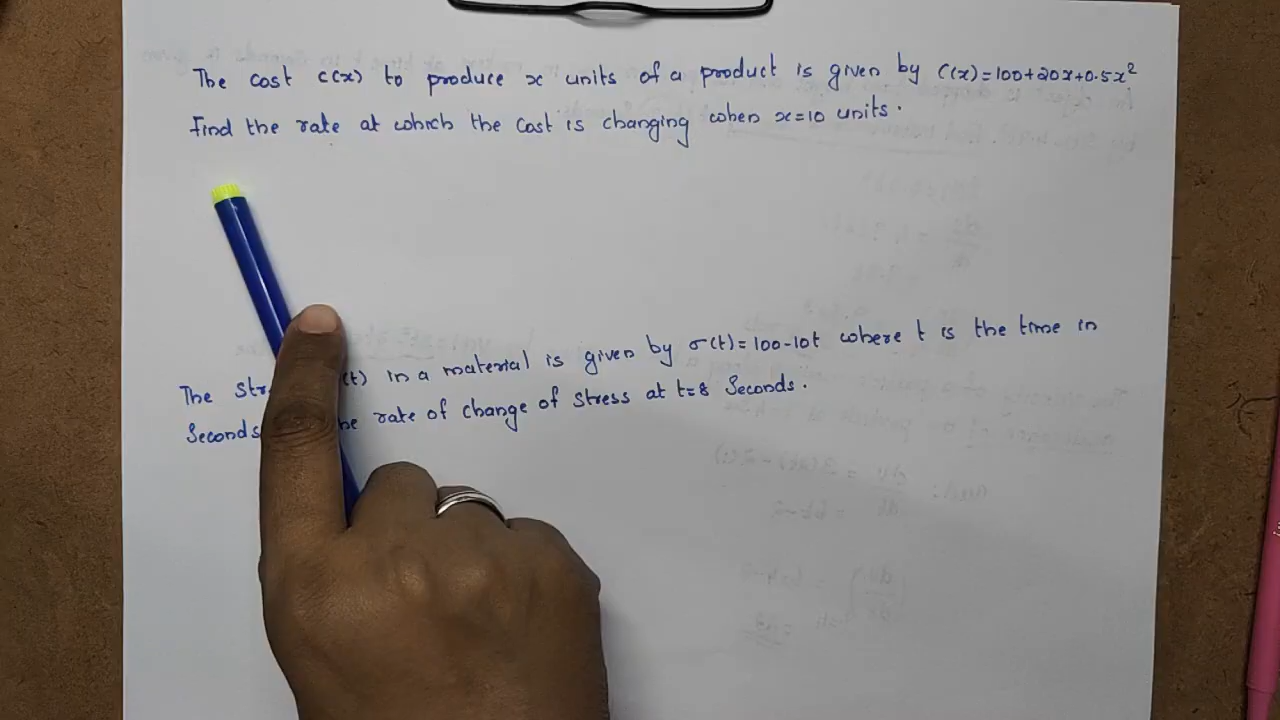 The cost C(x) to produce x units of a product is given by C(x)=100+20x+0.5x²
Find the rate at which the cost is changing when x=10 units.
The (t) in a material is given by σ(t)=100-10t where t is the time in
Seconds rate of change of stress at t=8 Seconds.